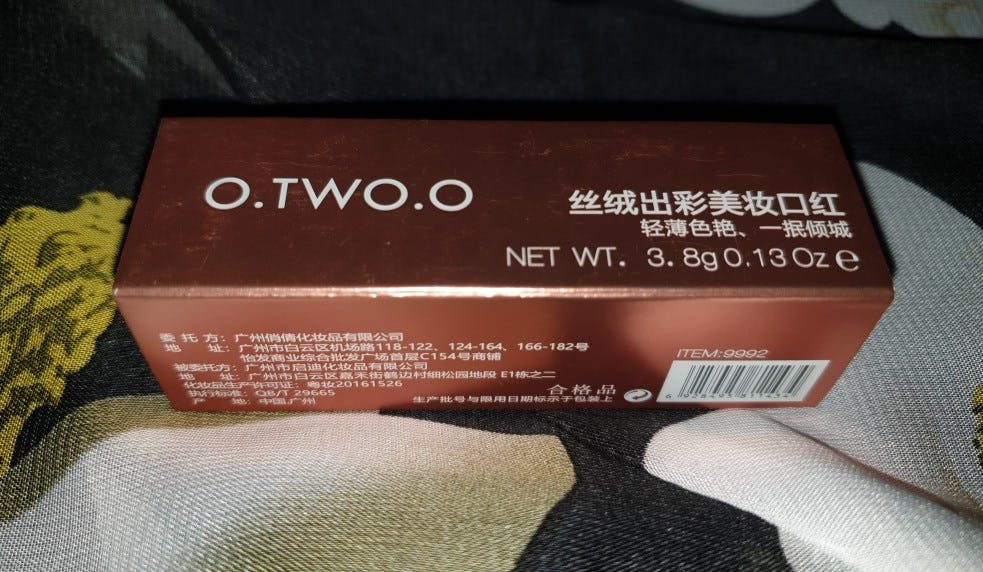 O.TWO.O
丝绒出彩美妆口红
轻薄色艳、一抿倾城
NET WT. 3.8g 0.13 Oz e
委 托 方：广州俏倩化妆品有限公司
地 址：广州市白云区机场路118-122、124-164、166-182号
怡发商业综合批发广场首层C154号商铺
被委托方：广州市启迪化妆品有限公司
地 址：广州市白云区嘉禾街鹤边村细松园地段 E1栋之二
化妆品生产许可证：粤妆20161526
执行标准：QB/T 29665
产 地：中国.广州
合格品
生产批号与限用日期标示于包装上
ITEM:9992